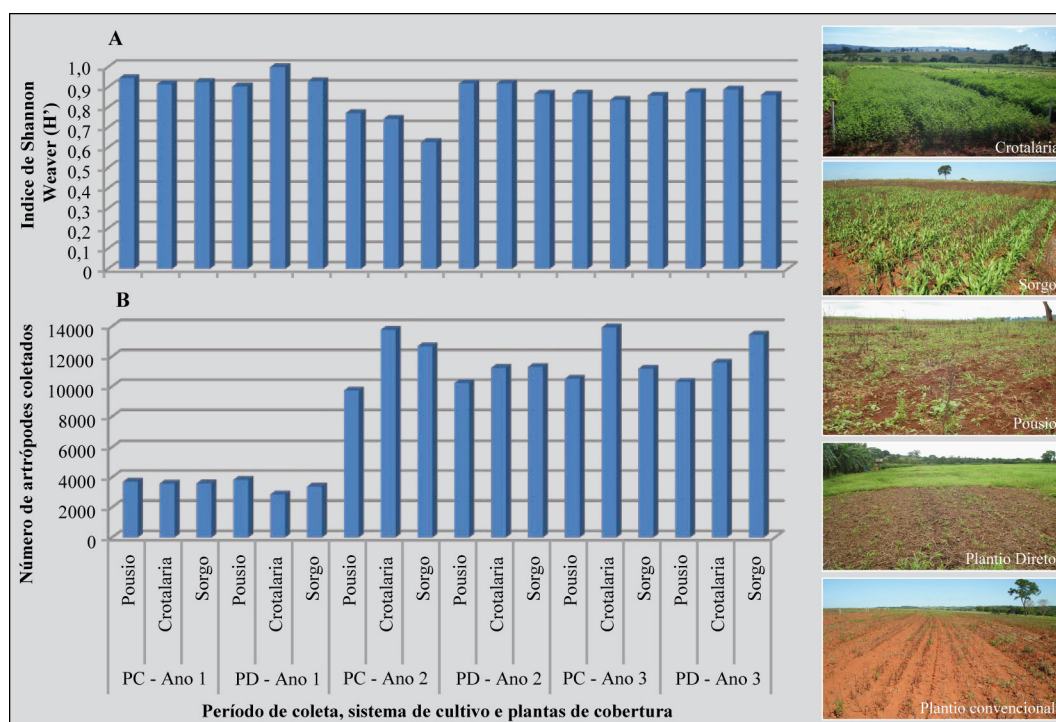 A
Indice de Shannon
Weaver (H')
1,0
0,9
0,8
0,7
0,6
0,5
0,4
0,3
0,2
0,1
0
B
Número de artrópodes coletados
14000
12000
10000
8000
6000
4000
2000
0
Pousio
Crotalaria
Sorgo
Pousio
Crotalaria
Sorgo
Pousio
Crotalaria
Sorgo
Pousio
Crotalaria
Sorgo
Pousio
Crotalaria
Sorgo
Pousio
Crotalaria
Sorgo
PC - Ano 1
PD - Ano 1
PC - Ano 2
PD - Ano 2
PC - Ano 3
PD - Ano 3
Período de coleta, sistema de cultivo e plantas de cobertura
Crotalária
Sorgo
Pousio
Plantio Direto
Plantio convencional